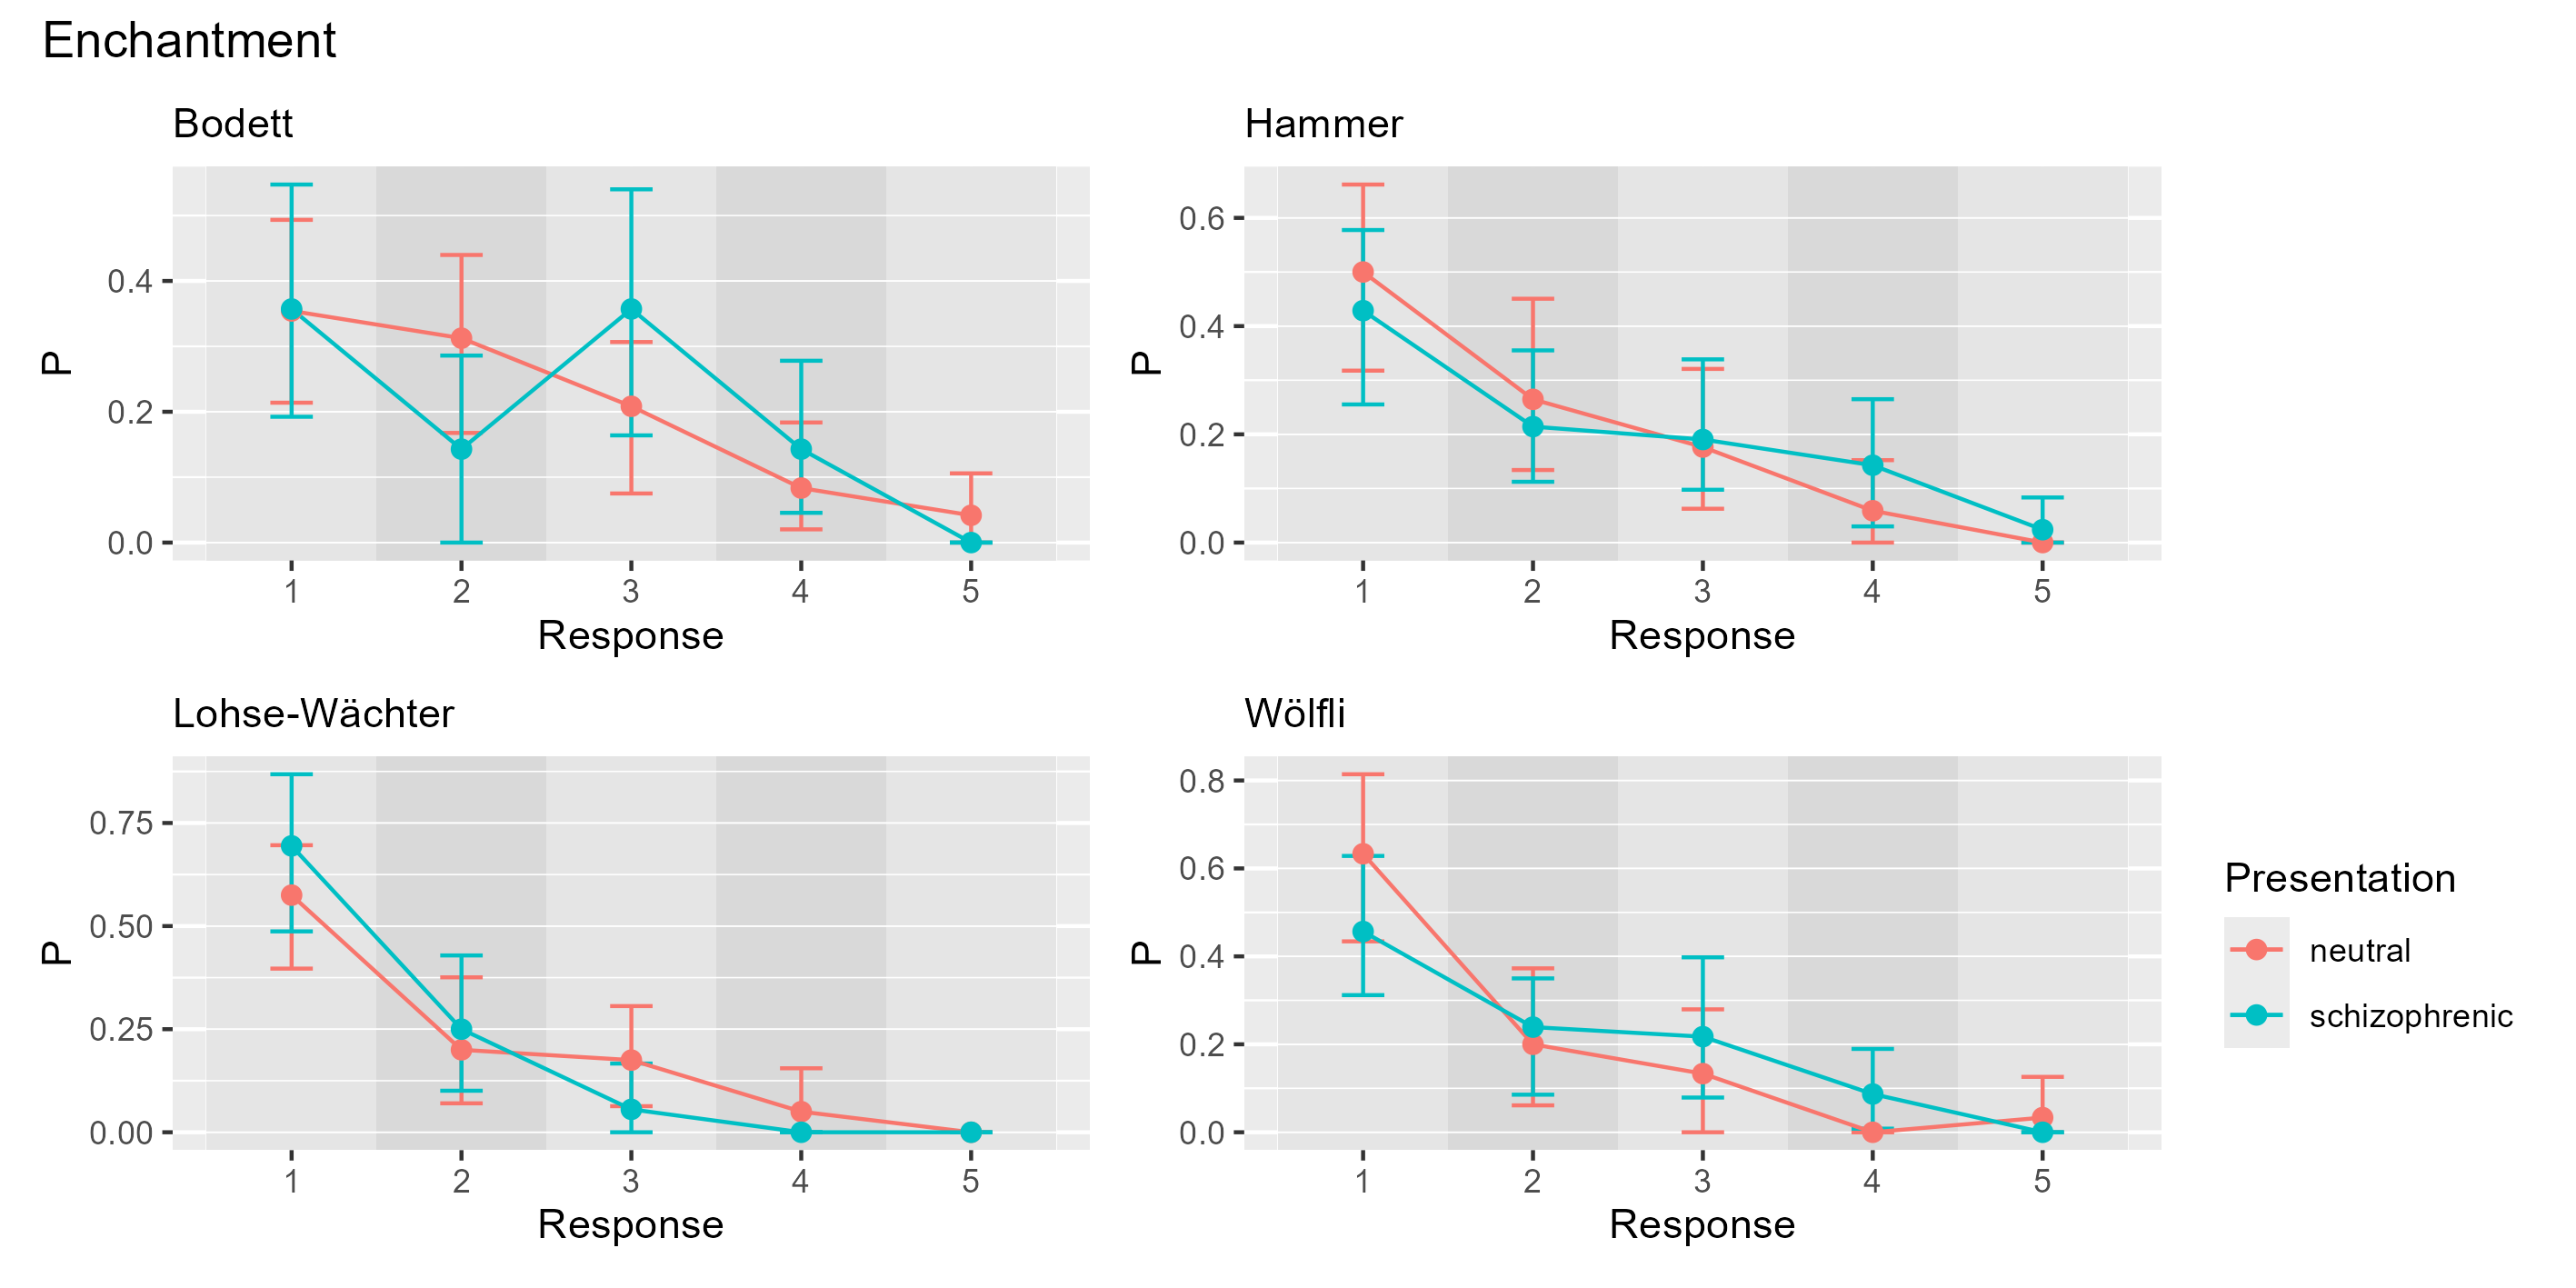 Enchantment
Bodett
P
0.4
0.2
0.0
1 2 3 4 5
Response
Hammer
P
0.6
0.4
0.2
0.0
1 2 3 4 5
Response
Lohse-Wächter
P
0.75
0.50
0.25
0.00
1 2 3 4 5
Response
Wölfli
P
0.8
0.6
0.4
0.2
0.0
1 2 3 4 5
Response
Presentation
neutral
schizophrenic